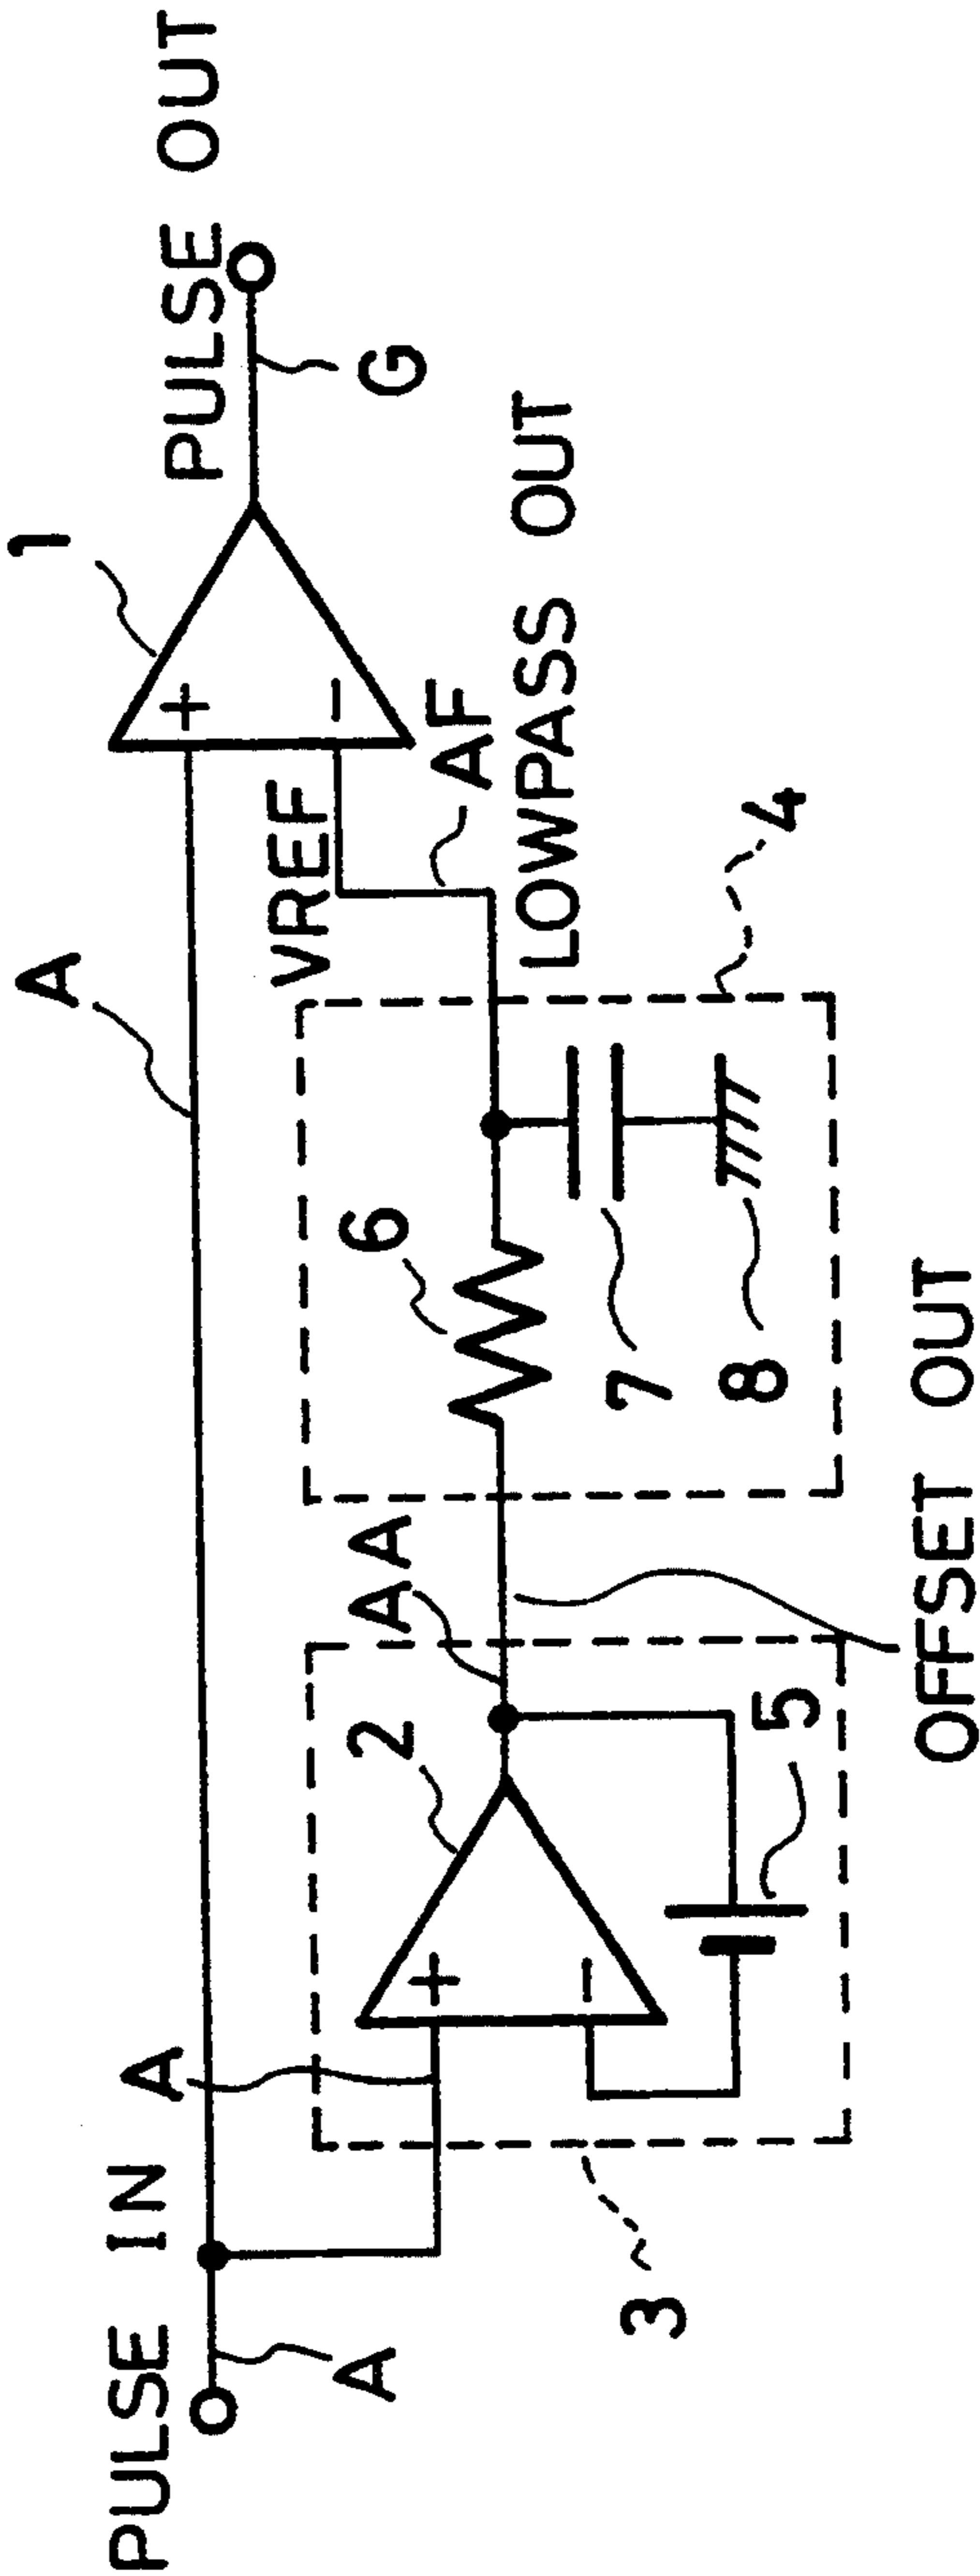 PULSE IN
A
A
A
PULSE OUT
1
+
−
G
VREF
AF
LOWPASS OUT
3
2
+
−
5
AA
OFFSET OUT
6
7
8
4